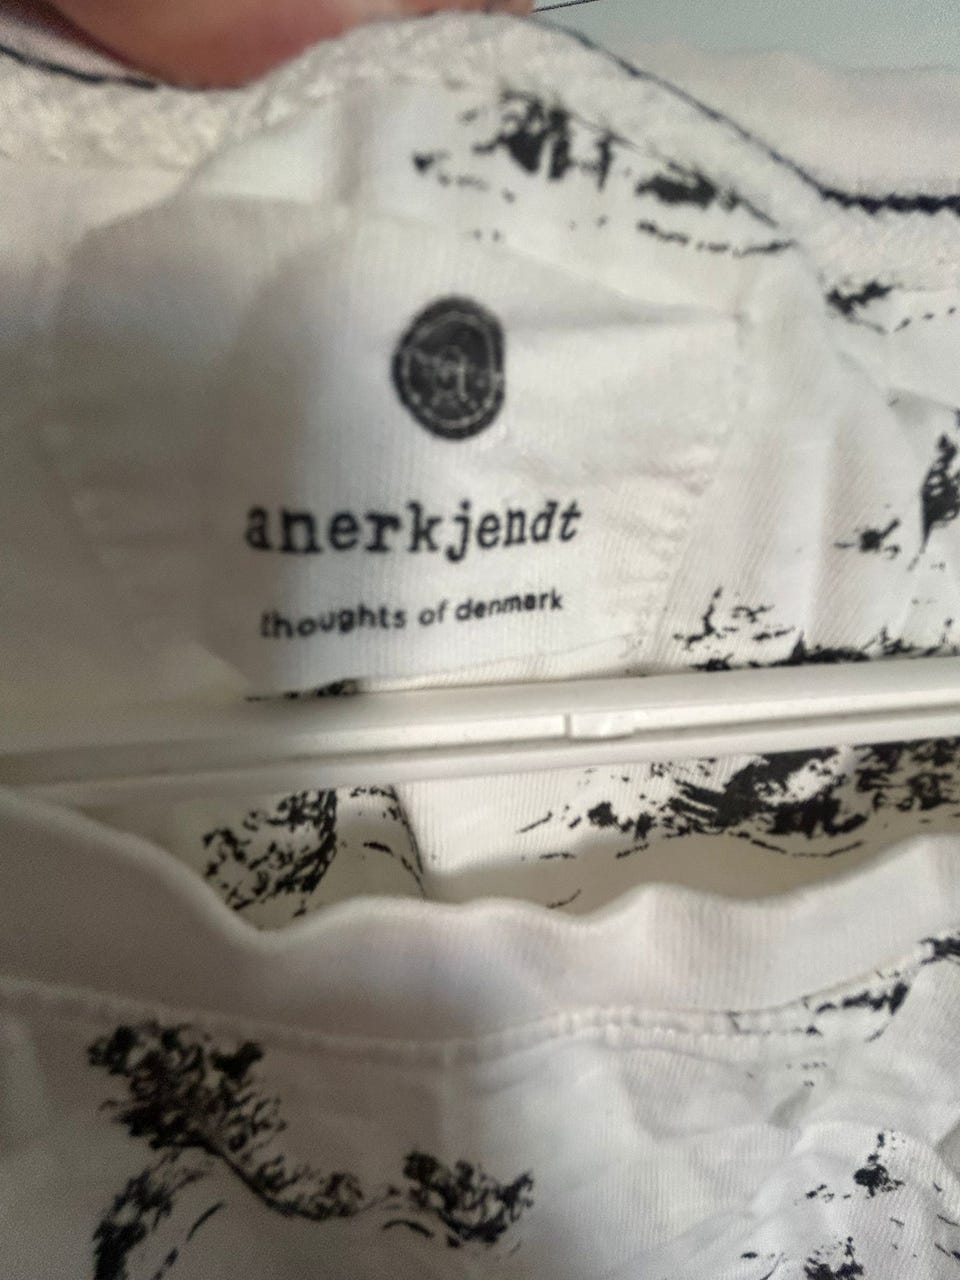 anerkjendt
thoughts of denmark